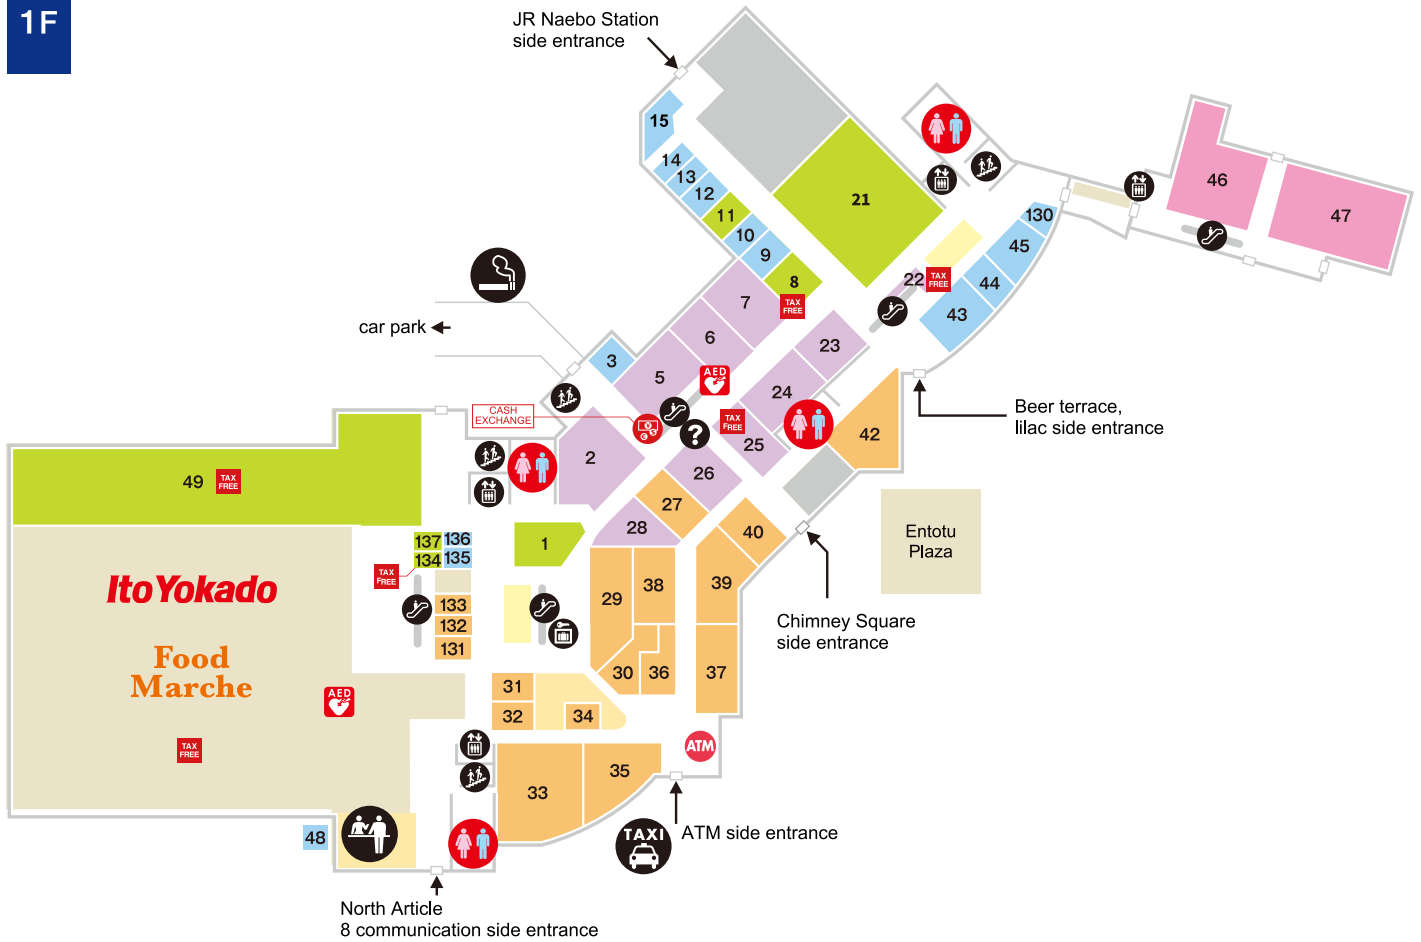 1F
JR Naebo Station
side entrance
15
14
13
12
11
10
9
8
TAX
FREE
7
6
5
3
21
22
TAX
FREE
130
45
44
43
46
47
car park
AED
CASH
EXCHANGE
?
TAX
FREE
2
23
24
25
26
27
28
42
Beer terrace,
lilac side entrance
Entotu
Plaza
40
39
38
37
36
30
29
Chimney Square
side entrance
49
TAX
FREE
137
136
134
135
TAX
FREE
133
132
131
1
Ito Yokado
Food
Marche
AED
TAX
FREE
31
32
34
33
35
ATM
TAXI
ATM side entrance
48
North Article
8 communication side entrance